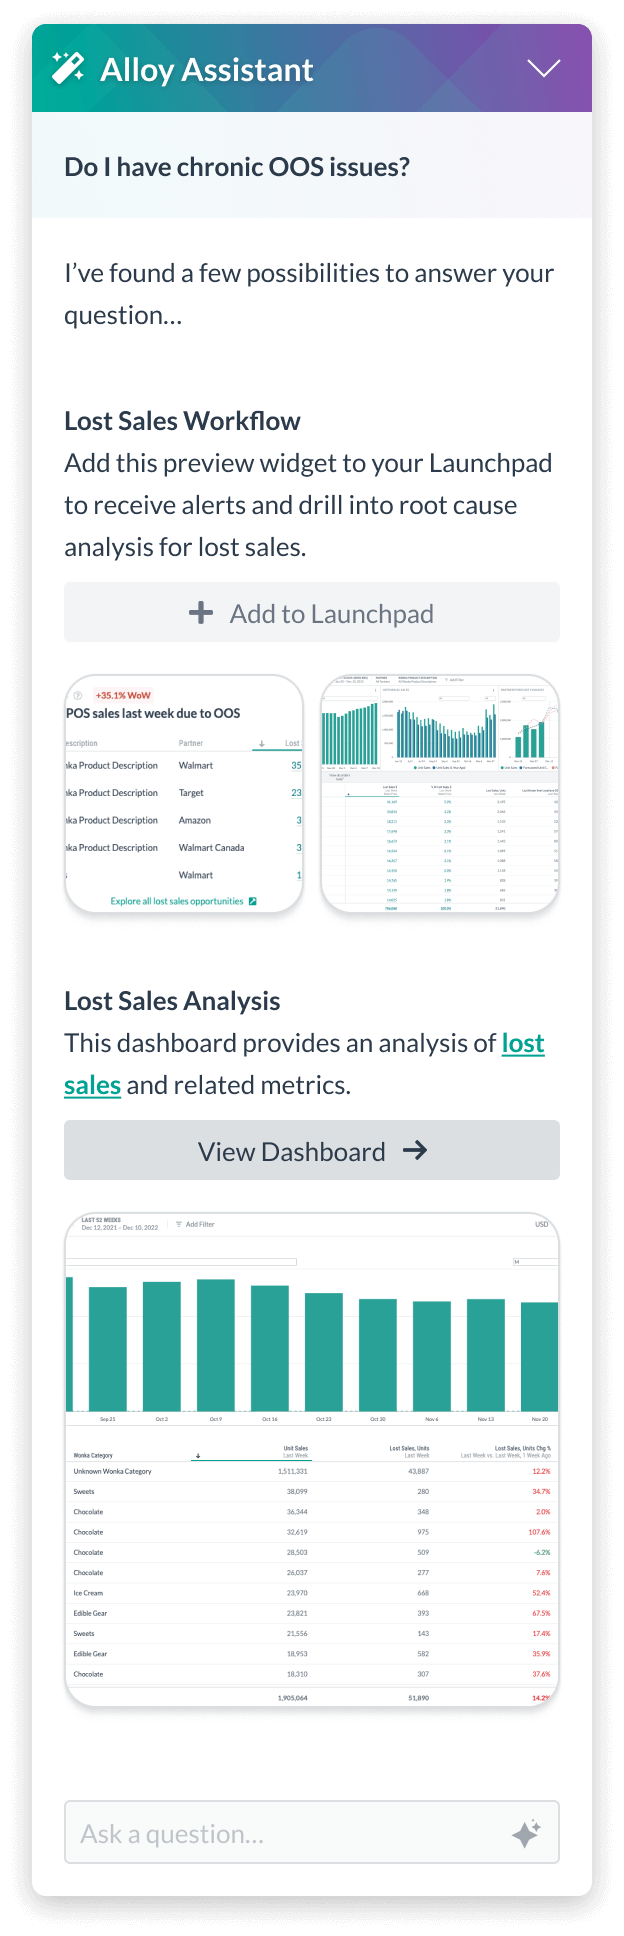 Alloy Assistant
Do I have chronic OOS issues?
I’ve found a few possibilities to answer your
question...
Lost Sales Workflow
Add this preview widget to your Launchpad
to receive alerts and drill into root cause
analysis for lost sales.
Add to Launchpad
+35.1% WoW
POS sales last week due to OOS
escription Partner Lost
ka Product Description Walmart 35
ka Product Description Target 23
ka Product Description Amazon 3
ka Product Description Walmart Canada 3
Walmart 1
Explore all lost sales opportunities
Lost Sales Analysis
This dashboard provides an analysis of lost
sales and related metrics.
View Dashboard
LAST 52 WEEKS
Dec 12, 2021 - Dec 10, 2022 Add Filter USD
M
Sep 25 Oct 2 Oct 9 Oct 16 Oct 23 Oct 30 Nov 6 Nov 13 Nov 20
Unit Sales Lost Sales, Units Lost Sales, Units Chg %
Wonka Category Last Week Last Week Last Week vs. Last Week, 1 Week Ago
Unknown Wonka Category 1,511,331 43,887 12.2%
Sweets 38,099 280 34.7%
Chocolate 36,344 348 2.0%
Chocolate 32,619 975 107.6%
Chocolate 28,503 509 -6.2%
Chocolate 26,037 277 7.6%
Ice Cream 23,970 668 52.4%
Edible Gear 23,821 393 67.5%
Sweets 21,556 143 17.4%
Edible Gear 18,953 582 35.9%
Chocolate 18,310 307 37.6%
1,905,064 51,890 14.2%
Ask a question...